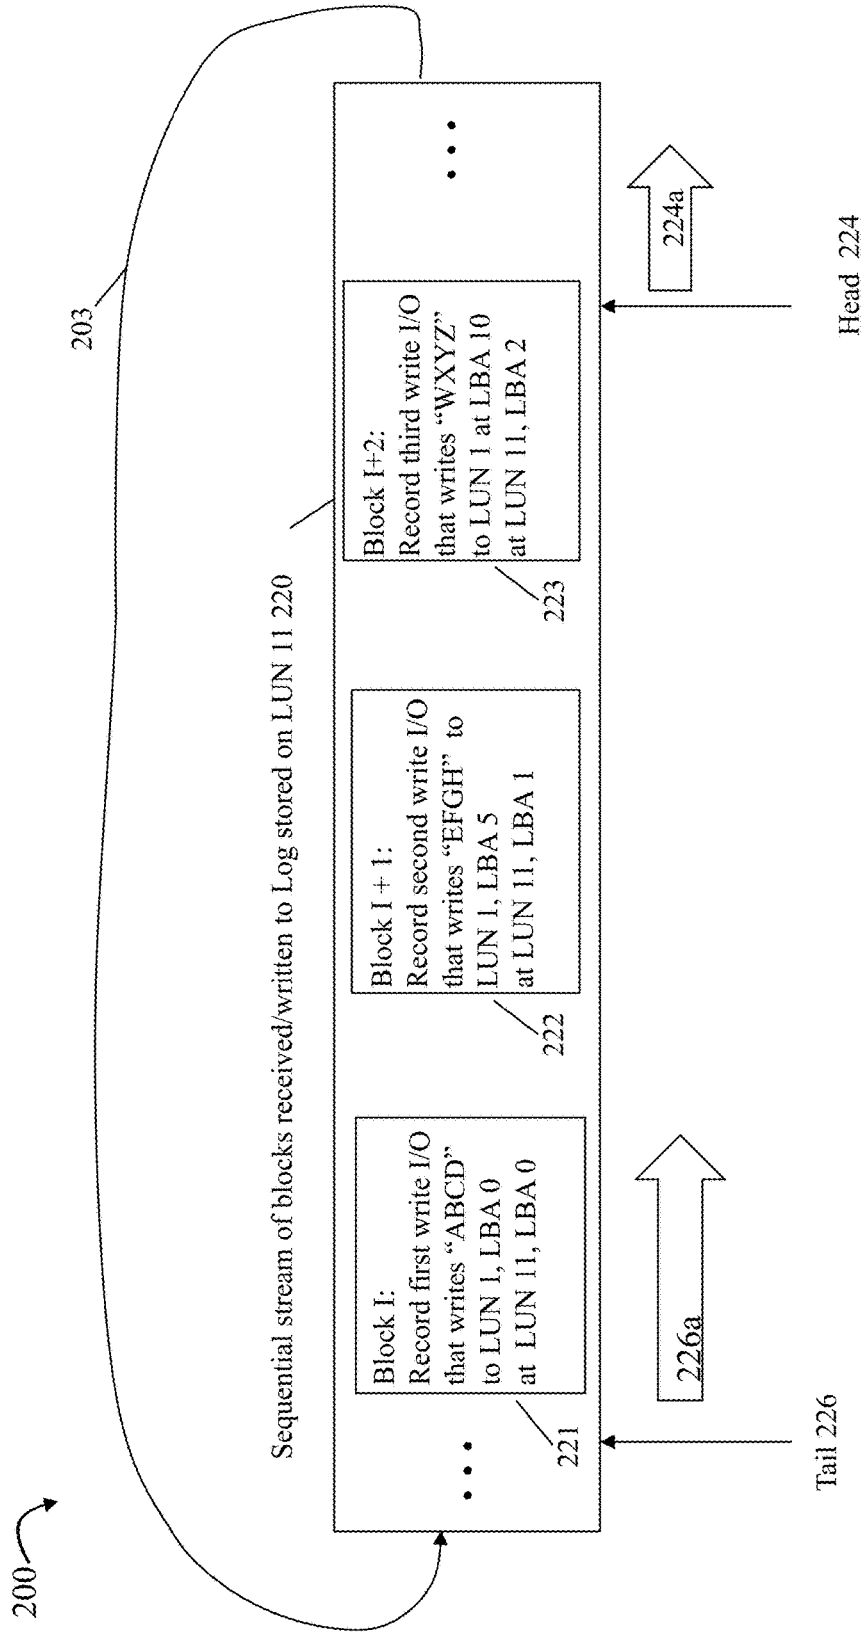 200
203
Sequential stream of blocks received/written to Log stored on LUN 11 220
Block I:
Record first write I/O
that writes “ABCD”
to LUN 1, LBA 0
at LUN 11, LBA 0
221
Block I + 1:
Record second write I/O
that writes “EFGH” to
LUN 1, LBA 5
at LUN 11, LBA 1
222
Block I+2:
Record third write I/O
that writes “WXYZ”
to LUN 1 at LBA 10
at LUN 11, LBA 2
223
226a
224a
Tail 226
Head 224